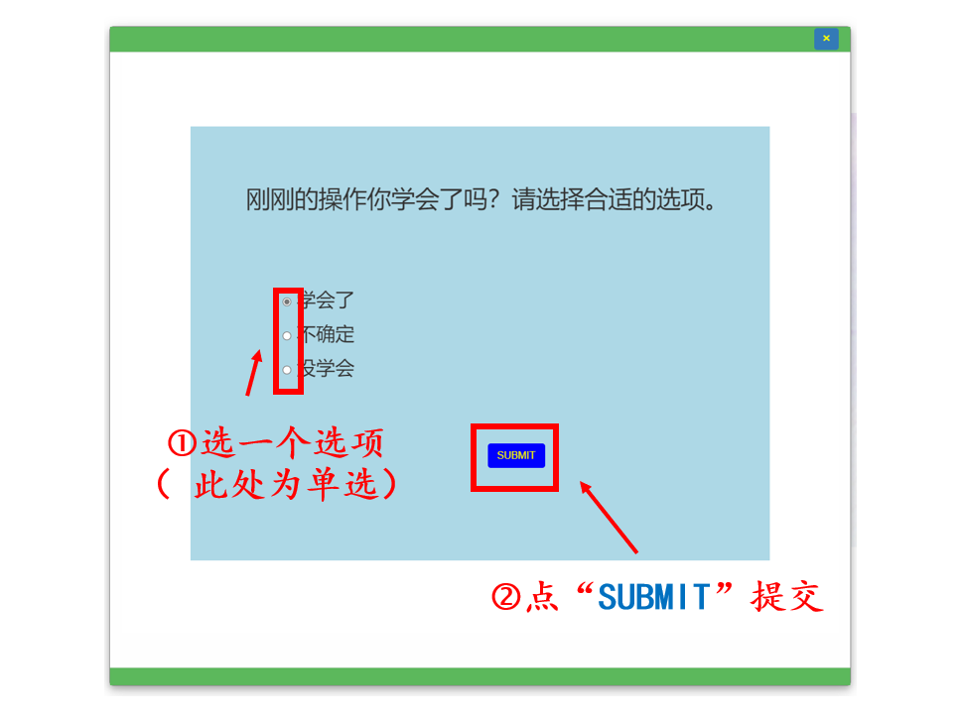 ×
刚刚的操作你学会了吗？请选择合适的选项。
学会了
不确定
没学会
①选一个选项
（ 此处为单选）
SUBMIT
②点“SUBMIT”提交